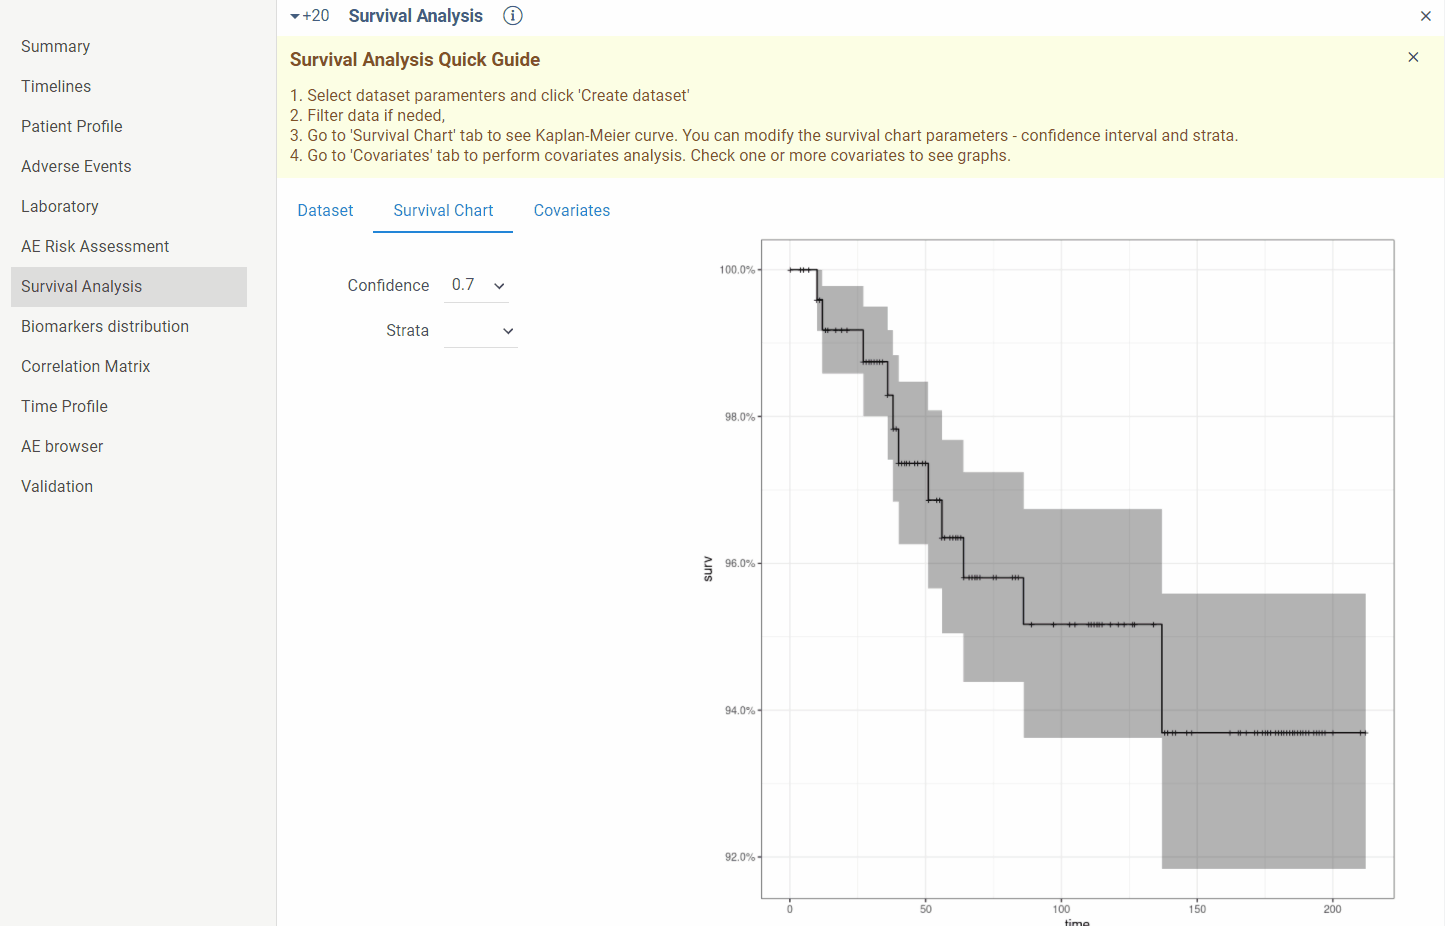 +20 Survival Analysis
Summary
Timelines
Patient Profile
Adverse Events
Laboratory
AE Risk Assessment
Survival Analysis
Biomarkers distribution
Correlation Matrix
Time Profile
AE browser
Validation
Survival Analysis Quick Guide
1. Select dataset paramenters and click 'Create dataset'
2. Filter data if neded,
3. Go to 'Survival Chart' tab to see Kaplan-Meier curve. You can modify the survival chart parameters - confidence interval and strata.
4. Go to 'Covariates' tab to perform covariates analysis. Check one or more covariates to see graphs.
Dataset Survival Chart Covariates
Confidence 0.7
Strata
100.0%
98.0%
96.0%
94.0%
92.0%
surv
0 50 100 150 200
time